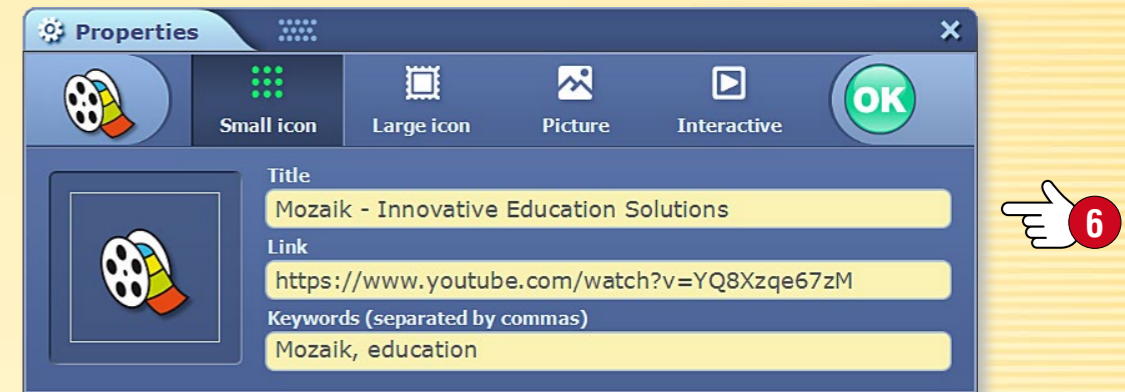 Properties
Small icon Large icon Picture Interactive OK
Title
Mozaik - Innovative Education Solutions
Link
https://www.youtube.com/watch?v=YQ8Xzqe67zM
Keywords (separated by commas)
Mozaik, education
6